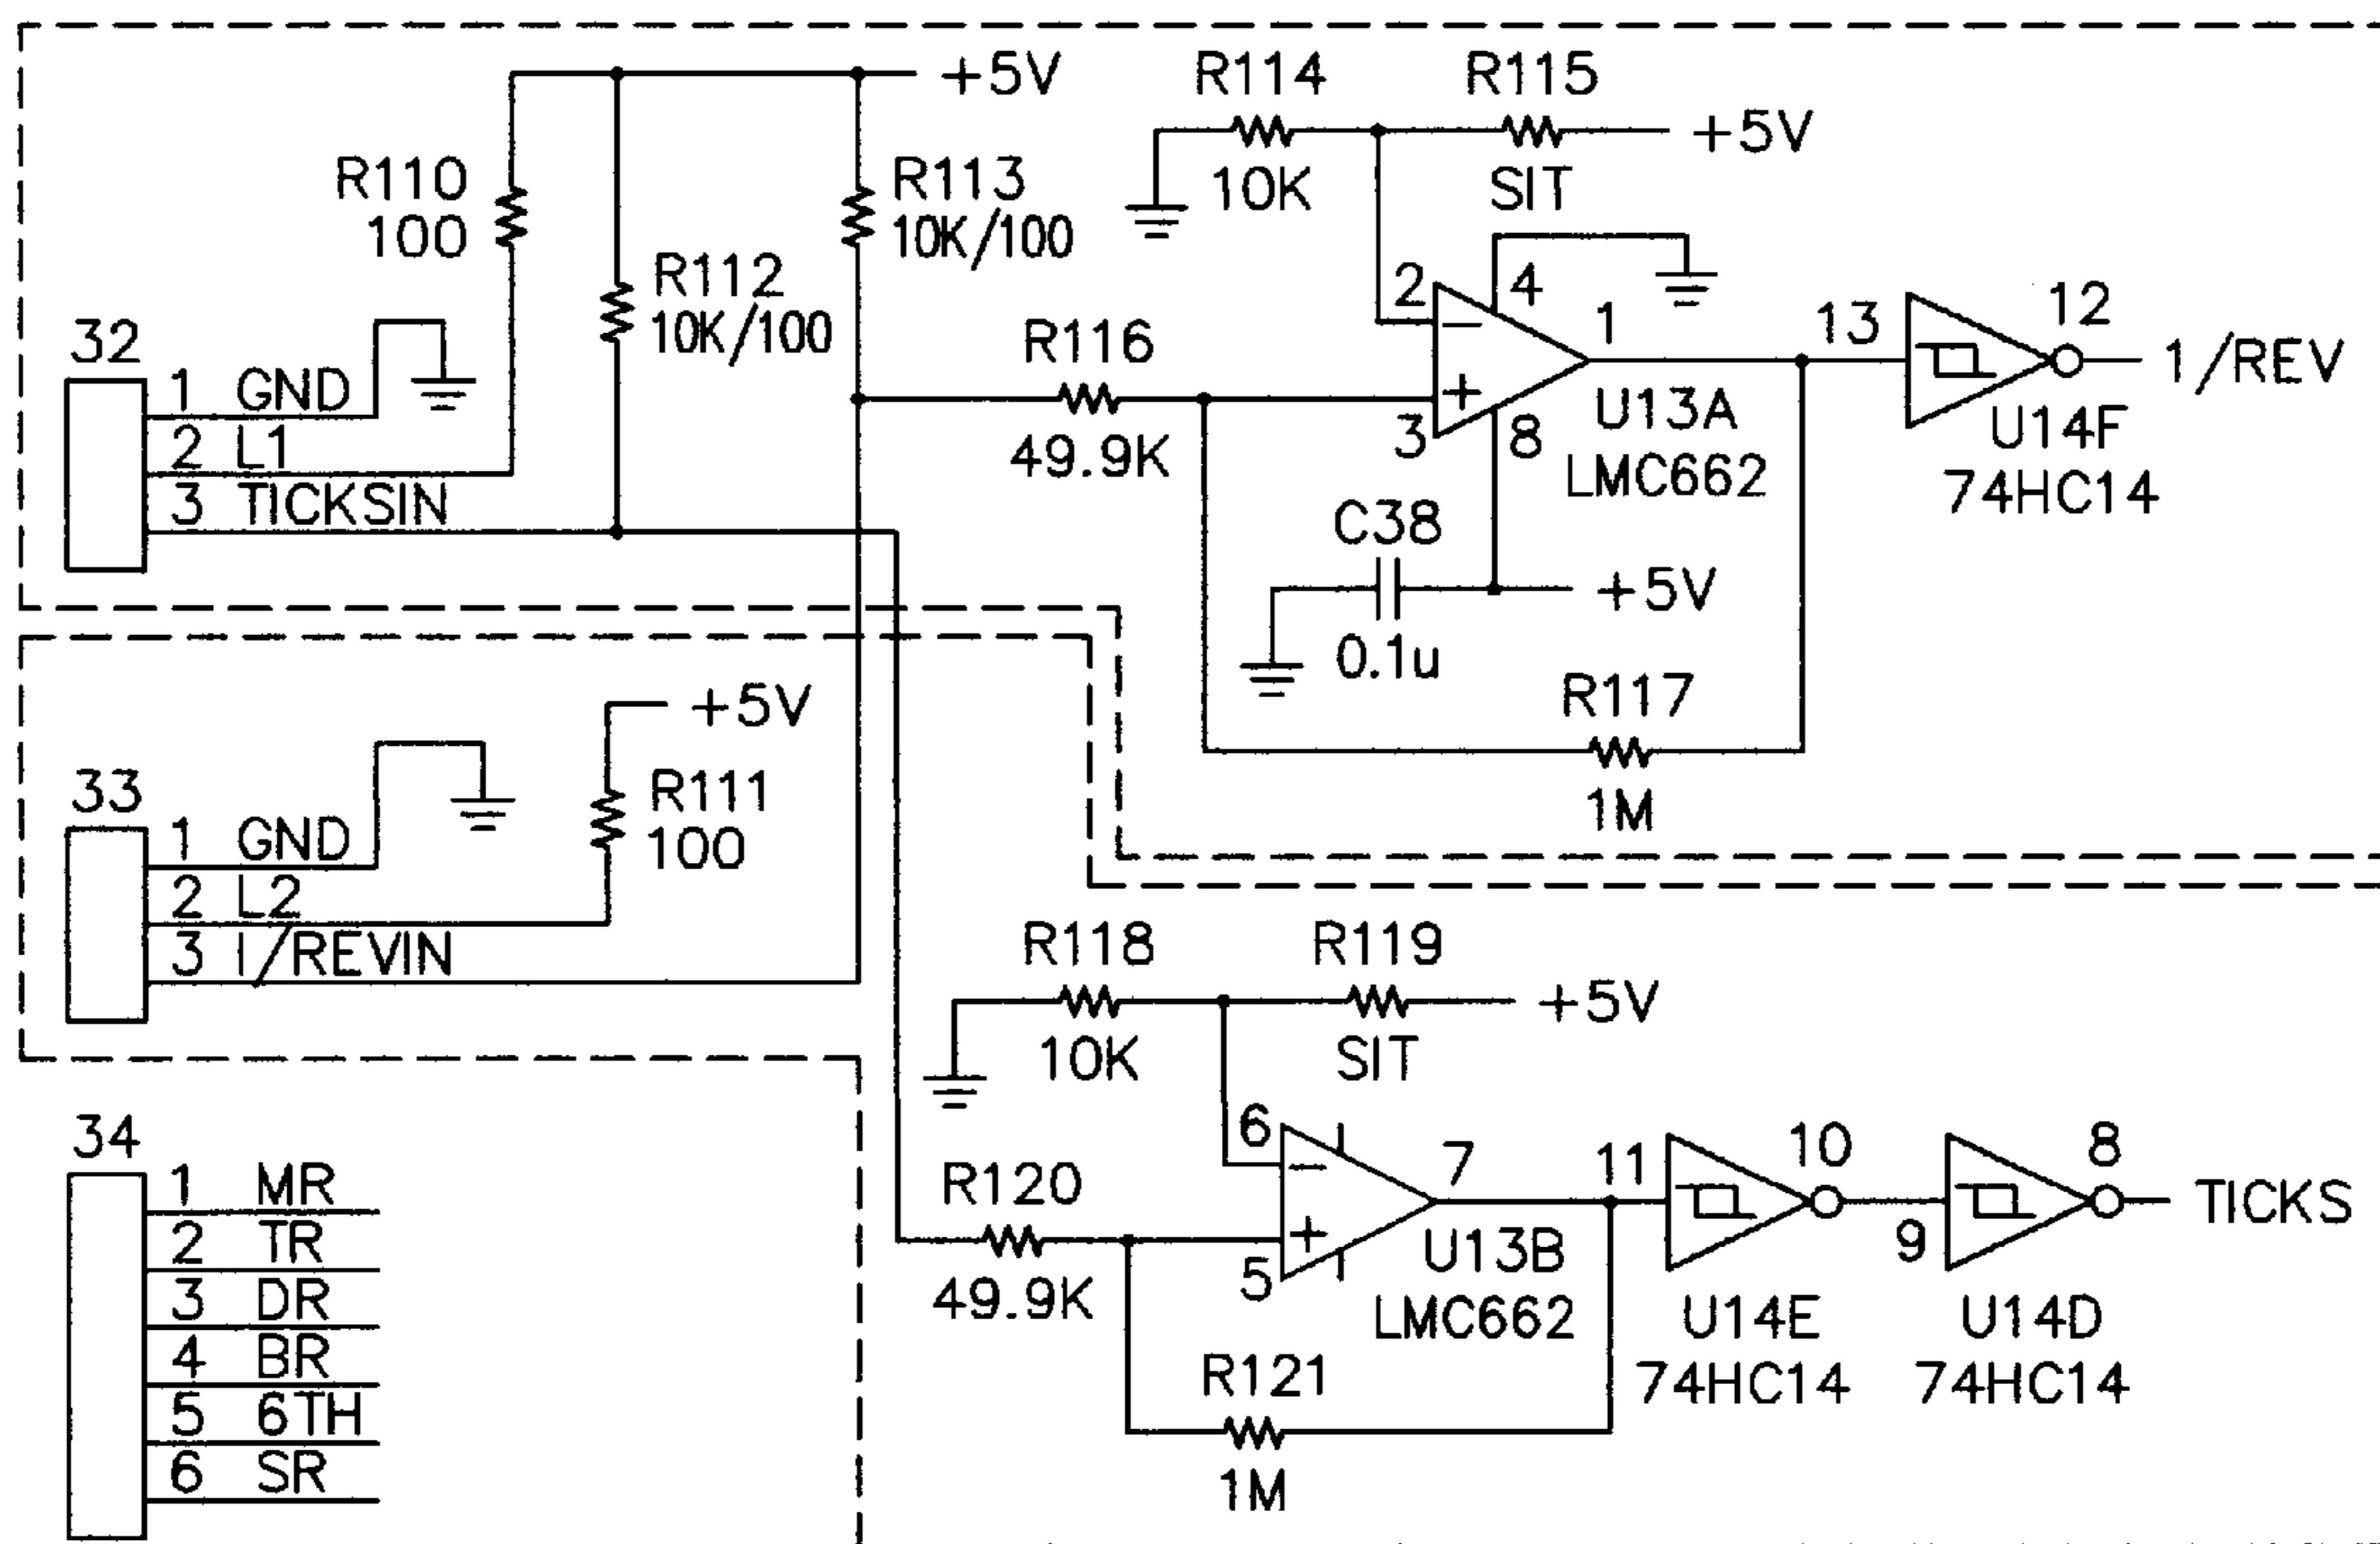 +5V
R114
R115
+5V
10K
SIT
R110
100
R113
10K/100
R112
10K/100
32
1 GND
2 L1
3 TICKSIN
R116
49.9K
2
4
3
8
1
U13A
LMC662
13
12
1/REV
U14F
74HC14
C38
0.1u
+5V
R117
1M
+5V
R111
100
33
1 GND
2 L2
3 1/REVIN
R118
R119
+5V
10K
SIT
34
1 MR
2 TR
3 DR
4 BR
5 6TH
6 SR
R120
49.9K
6
5
7
U13B
LMC662
11
10
9
8
TICKS
U14E
74HC14
U14D
74HC14
R121
1M